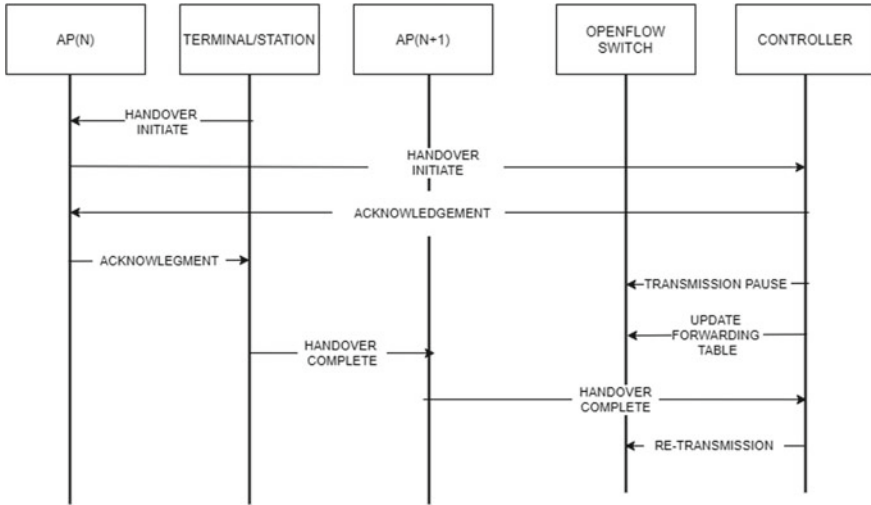 AP(N)
TERMINAL/STATION
AP(N+1)
OPENFLOW
SWITCH
CONTROLLER
HANDOVER
INITIATE
HANDOVER
INITIATE
ACKNOWLEDGEMENT
ACKNOWLEGMENT
TRANSMISSION PAUSE
UPDATE
FORWARDING
TABLE
HANDOVER
COMPLETE
HANDOVER
COMPLETE
RE-TRANSMISSION